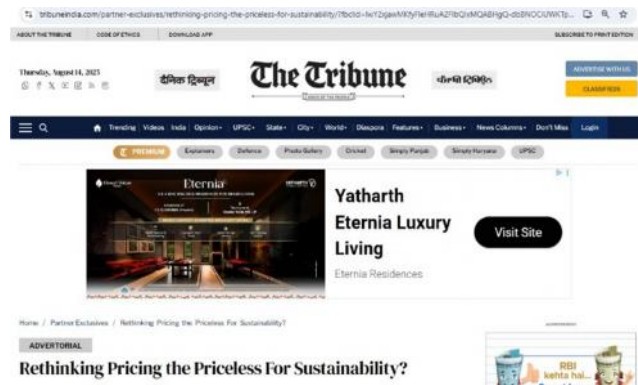 tribuneindia.com/partner-exclusives/rethinking-pricing-the-priceless-for-sustainability/?fbclid=
ABOUT THE TRIBUNE CODE OF ETHICS DOWNLOAD APP SUBSCRIBE TO PRINT EDITION
Thursday, August 14, 2025
दैनिक ट्रिब्यून
The Tribune
ਪੰਜਾਬੀ ਟ੍ਰਿਬਿਊਨ
ADVERTISE WITH US
CLASSIFIEDS
Trending Videos India Opinion UPSC State City World Diaspora Features Business News Columns Don't Miss Login
PREMIUM Explainers Defence Photo Gallery Cricket Simply Punjab Simply Haryana UPSC
Eternia
Yatharth
Eternia Luxury
Living
Eternia Residences
Visit Site
Home / Partner Exclusives / Rethinking Pricing the Priceless For Sustainability?
ADVERTISEMENT
ADVERTORIAL
Rethinking Pricing the Priceless For Sustainability?
RBI
kehta hai...